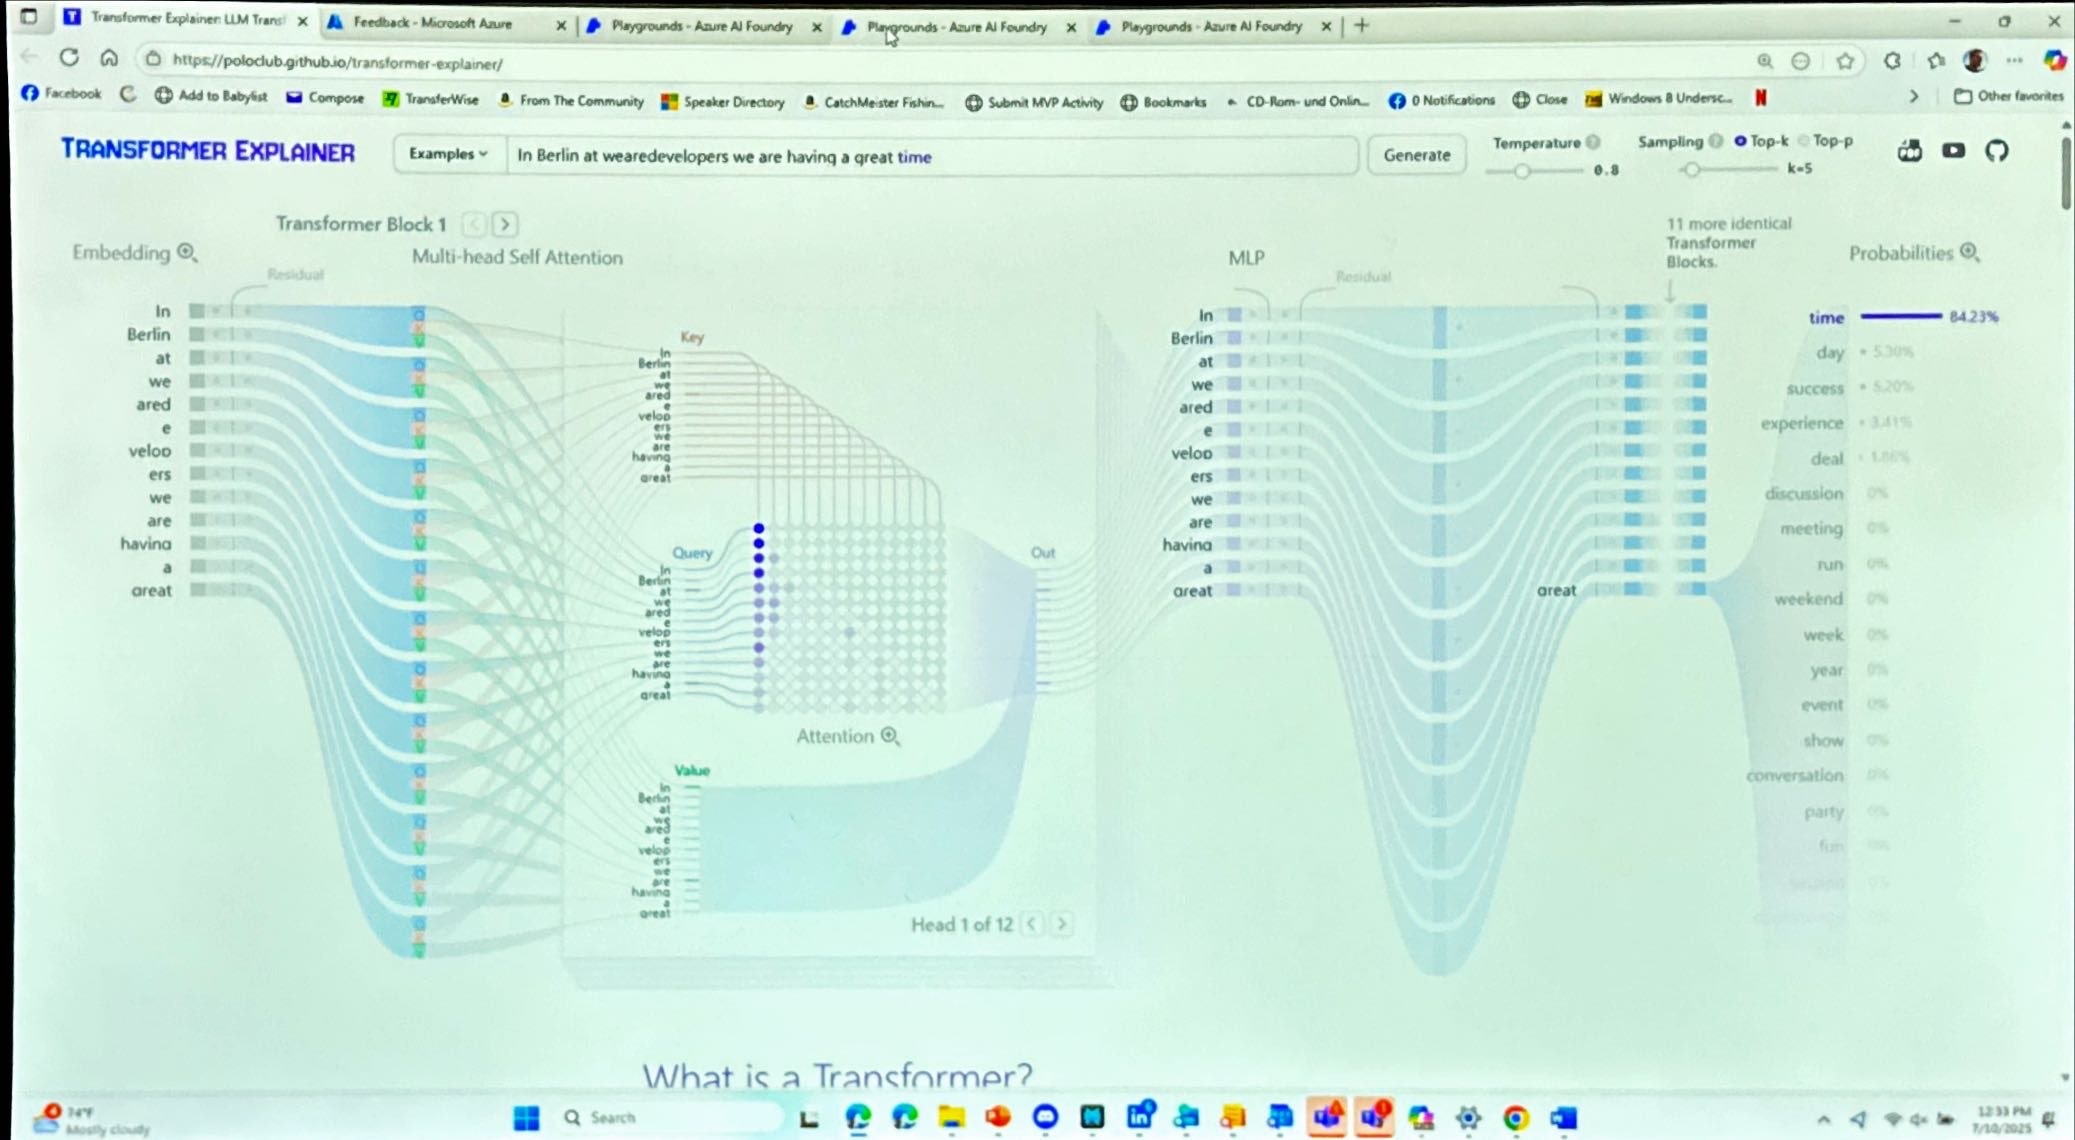 Transformer Explainer: LLM Trans
Feedback - Microsoft Azure
Playgrounds - Azure AI Foundry
Playgrounds - Azure AI Foundry
Playgrounds - Azure AI Foundry
https://poloclub.github.io/transformer-explainer/
Facebook
Add to Babylist
Compose
TransferWise
From The Community
Speaker Directory
CatchMeister Fishin...
Submit MVP Activity
Bookmarks
CD-Rom- und Onlin...
0 Notifications
Close
Windows 8 Undersc...
Other favorites
TRANSFORMER EXPLAINER
Examples
In Berlin at wearedevelopers we are having a great time
Generate
Temperature
0.8
Sampling
Top-k
Top-p
k=5
Transformer Block 1
Embedding
Residual
Multi-head Self Attention
MLP
Residual
11 more identical
Transformer
Blocks.
Probabilities
In
Berlin
at
we
ared
e
velop
ers
we
are
having
a
great
Key
In
Berlin
at
we
ared
e
velop
ers
we
are
having
a
great
Query
In
Berlin
at
we
ared
e
velop
ers
we
are
having
a
great
Out
Attention
Value
In
Berlin
at
we
ared
e
velop
ers
we
are
having
a
great
Head 1 of 12
In
Berlin
at
we
ared
e
velop
ers
we
are
having
a
great
great
time 84.23%
day 5.30%
success 5.20%
experience 3.41%
deal 1.86%
discussion 0%
meeting 0%
run 0%
weekend 0%
week 0%
year 0%
event 0%
show 0%
conversation 0%
party 0%
fun 0%
What is a Transformer?
74°F
Mostly cloudy
Search
12:33 PM
7/10/2025